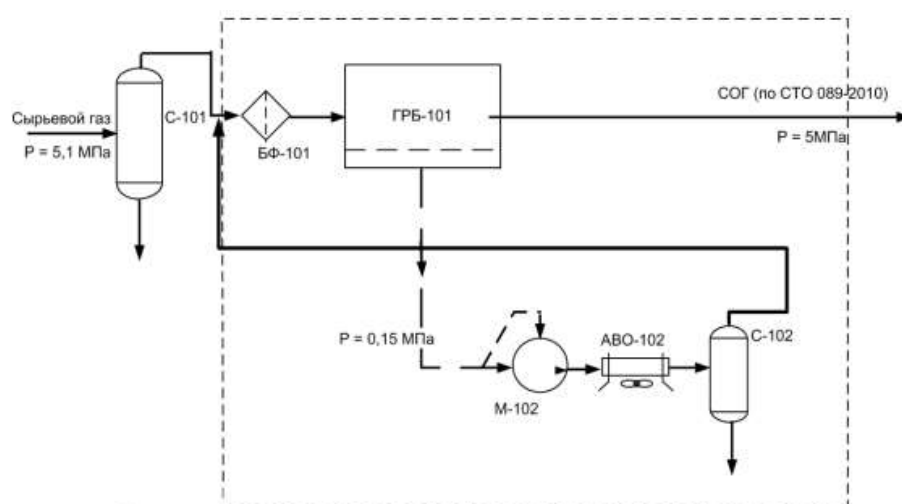 СОГ (по СТО 089-2010)
Сырьевой газ
С-101
ГРБ-101
Р = 5,1 МПа
БФ-101
Р = 5МПа
Р = 0,15 МПа
АВО-102
С-102
М-102